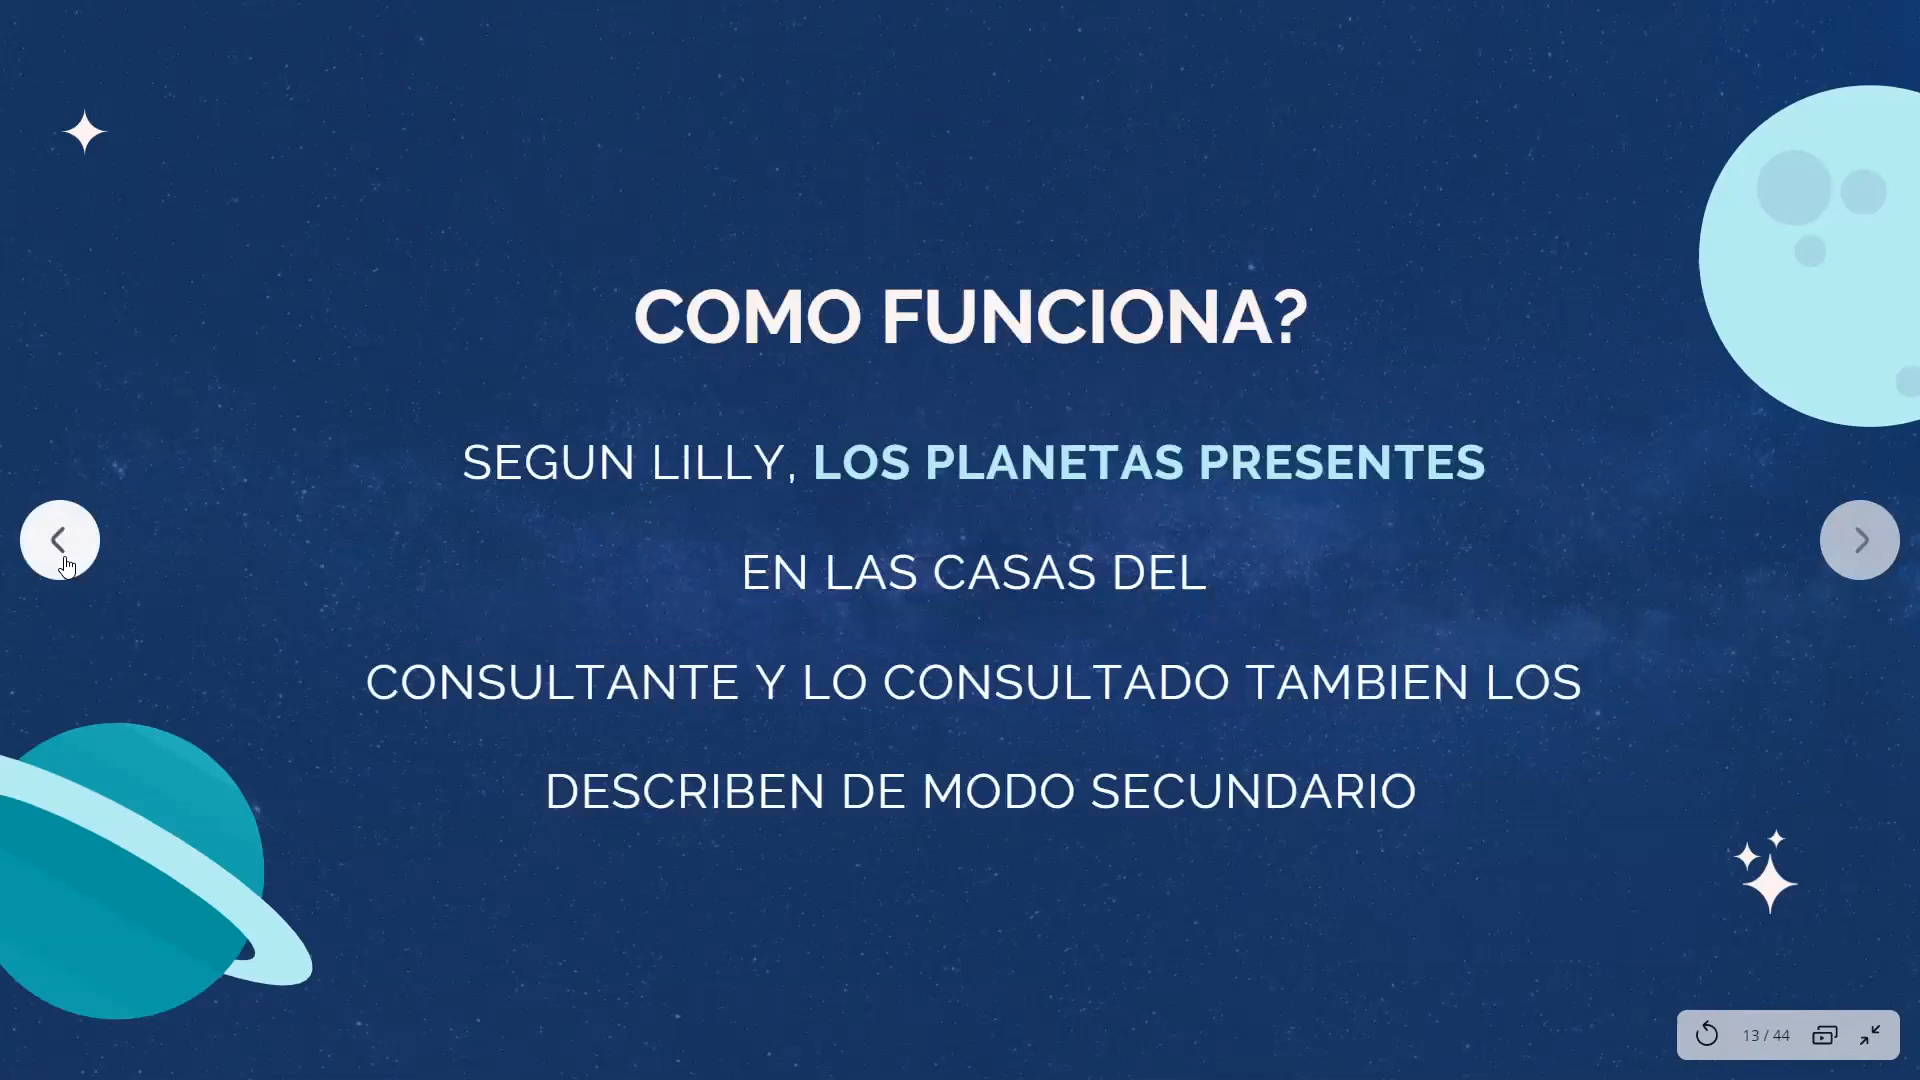 COMO FUNCIONA?
SEGUN LILLY, LOS PLANETAS PRESENTES
EN LAS CASAS DEL
CONSULTANTE Y LO CONSULTADO TAMBIEN LOS
DESCRIBEN DE MODO SECUNDARIO
13 / 44